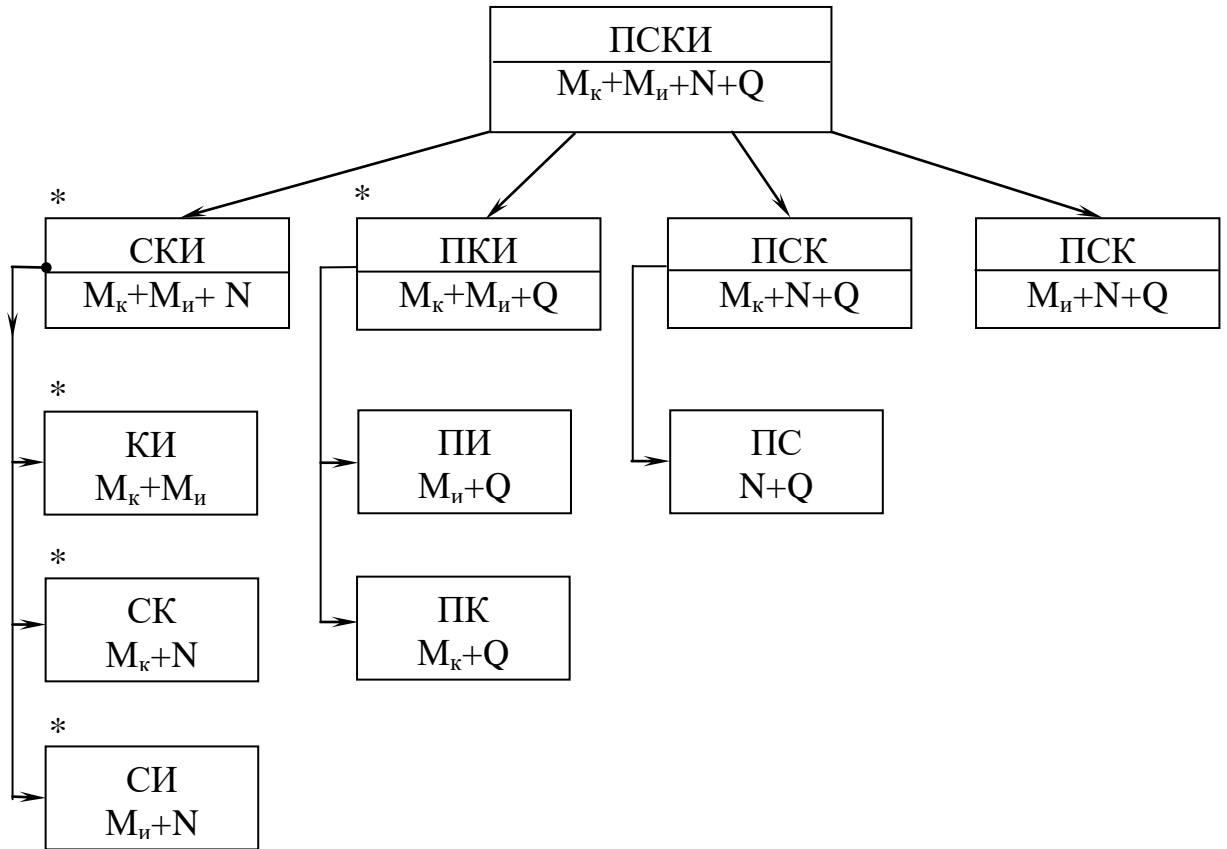 ПСКИ
Mк+Mи+N+Q
*
*
СКИ
Mк+Mи+ N
ПКИ
Mк+Mи+Q
ПСК
Mк+N+Q
ПСК
Mи+N+Q
*
КИ
Mк+Mи
ПИ
Mи+Q
ПС
N+Q
*
СК
Mк+N
ПК
Mк+Q
*
СИ
Mи+N